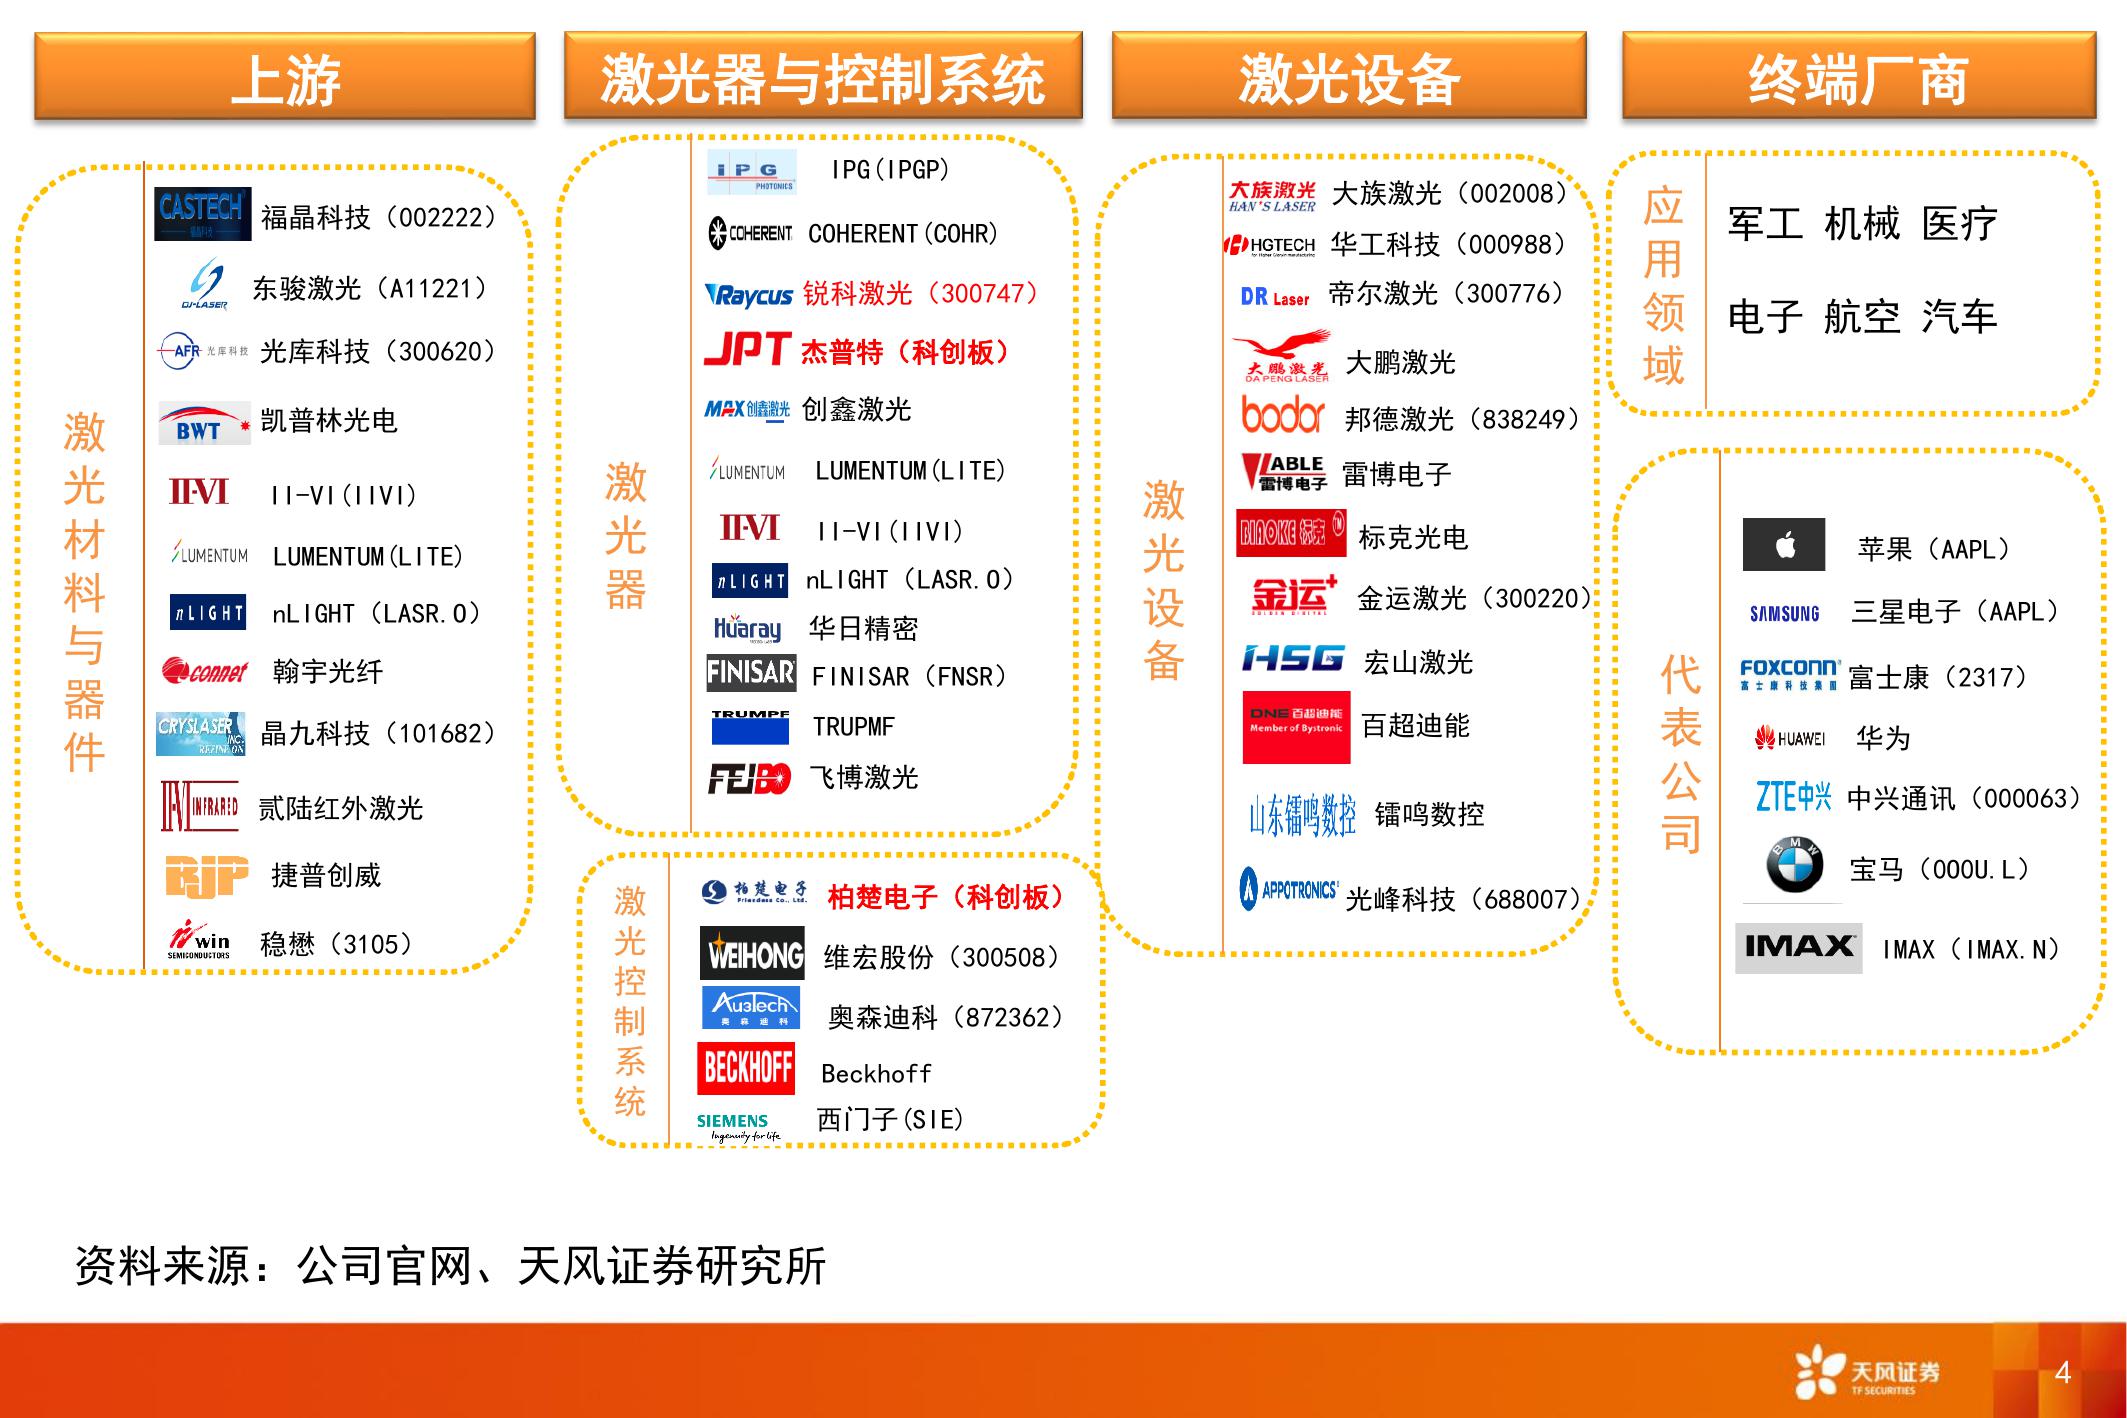 上游
激光器与控制系统
激光设备
终端厂商
激光材料与器件
CASTECH
福晶科技
福晶科技（002222）
DJ-LASER
东骏激光（A11221）
AFR 光库科技
光库科技（300620）
BWT
凯普林光电
II-VI
II-VI(IIVI)
LUMENTUM
LUMENTUM(LITE)
nLIGHT
nLIGHT（LASR.O）
connet
翰宇光纤
CRYSLASER INC.
晶九科技（101682）
II-VI INFRARED
贰陆红外激光
BJP
捷普创威
win
SEMICONDUCTORS
稳懋（3105）
激光器
IPG
PHOTONICS
IPG(IPGP)
COHERENT
COHERENT(COHR)
Raycus
锐科激光（300747）
JPT
杰普特（科创板）
MAX创鑫激光
创鑫激光
LUMENTUM
LUMENTUM(LITE)
II-VI
II-VI(IIVI)
nLIGHT
nLIGHT（LASR.O）
Huaray
华日精密
FINISAR
FINISAR（FNSR）
TRUMPF
TRUPMF
FEIBO
飞博激光
激光控制系统
柏楚电子
Friendess Co., Ltd.
柏楚电子（科创板）
WEIHONG
维宏股份（300508）
Au3Tech
奥森迪科
奥森迪科（872362）
BECKHOFF
Beckhoff
SIEMENS
Ingenuity for life
西门子(SIE)
激光设备
大族激光
HAN'S LASER
大族激光（002008）
HGTECH
华工科技（000988）
DR Laser
帝尔激光（300776）
大鹏激光
DA PENG LASER
大鹏激光
bodor
邦德激光（838249）
LABLE
雷博电子
雷博电子
BIAOKE 标克 TM
标克光电
金运+
GOLDEN DIGITAL
金运激光（300220）
HSG
宏山激光
DNE 百超迪能
Member of Bystronic
百超迪能
山东镭鸣数控
镭鸣数控
APPOTRONICS
光峰科技（688007）
应用领域
军工 机械 医疗
电子 航空 汽车
代表公司
苹果（AAPL）
SAMSUNG
三星电子（AAPL）
FOXCONN
富士康科技集团
富士康（2317）
HUAWEI
华为
ZTE中兴
中兴通讯（000063）
BMW
宝马（000U.L）
IMAX
IMAX（IMAX.N）
资料来源：公司官网、天风证券研究所
天风证券
TF SECURITIES
4